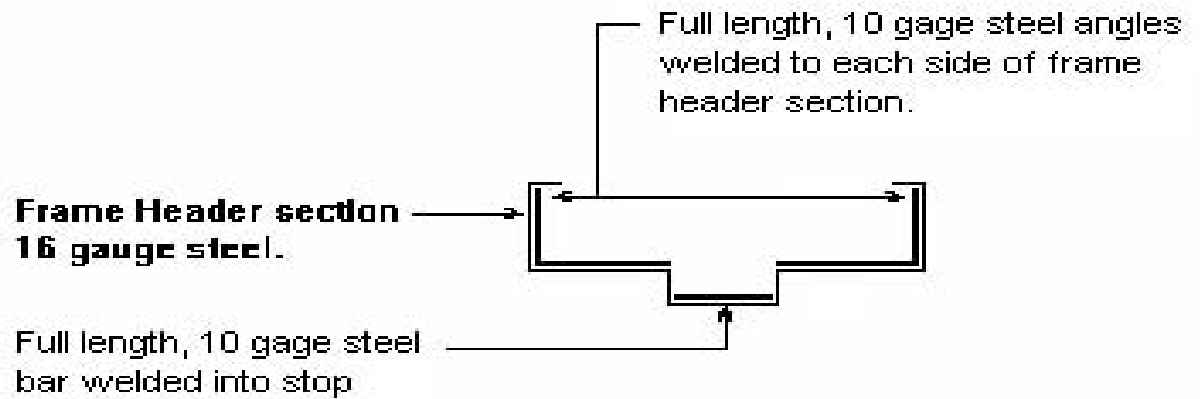 Full length, 10 gage steel angles
welded to each side of frame
header section.
Frame Header section
16 gauge steel.
Full length, 10 gage steel
bar welded into stop